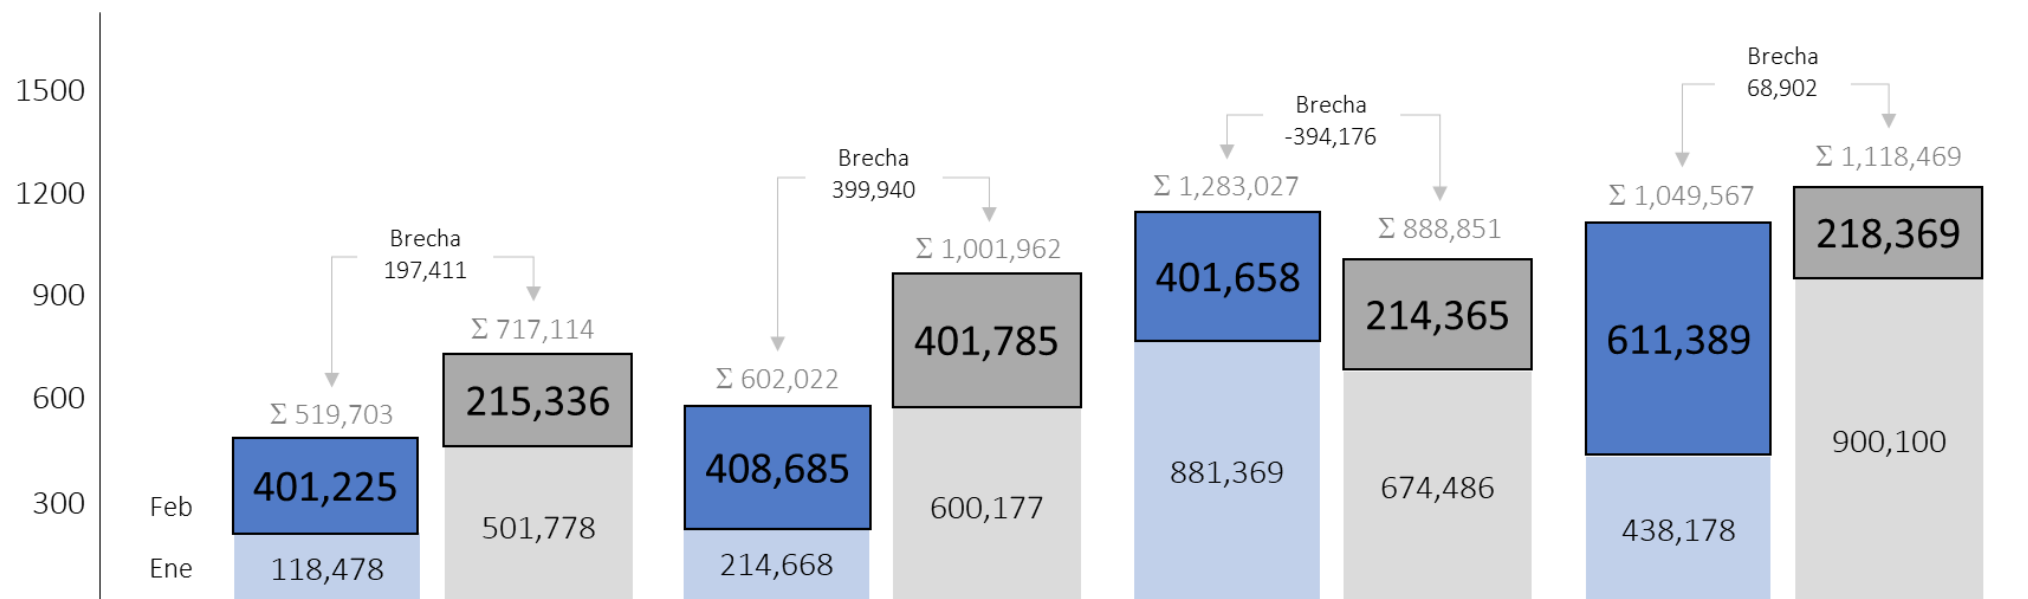 1500
1200
900
600
300
Feb
Ene
Brecha
197,411
Σ 519,703
401,225
118,478
Σ 717,114
215,336
501,778
Brecha
399,940
Σ 602,022
408,685
214,668
Σ 1,001,962
401,785
600,177
Brecha
-394,176
Σ 1,283,027
401,658
881,369
Σ 888,851
214,365
674,486
Brecha
68,902
Σ 1,049,567
611,389
438,178
Σ 1,118,469
218,369
900,100